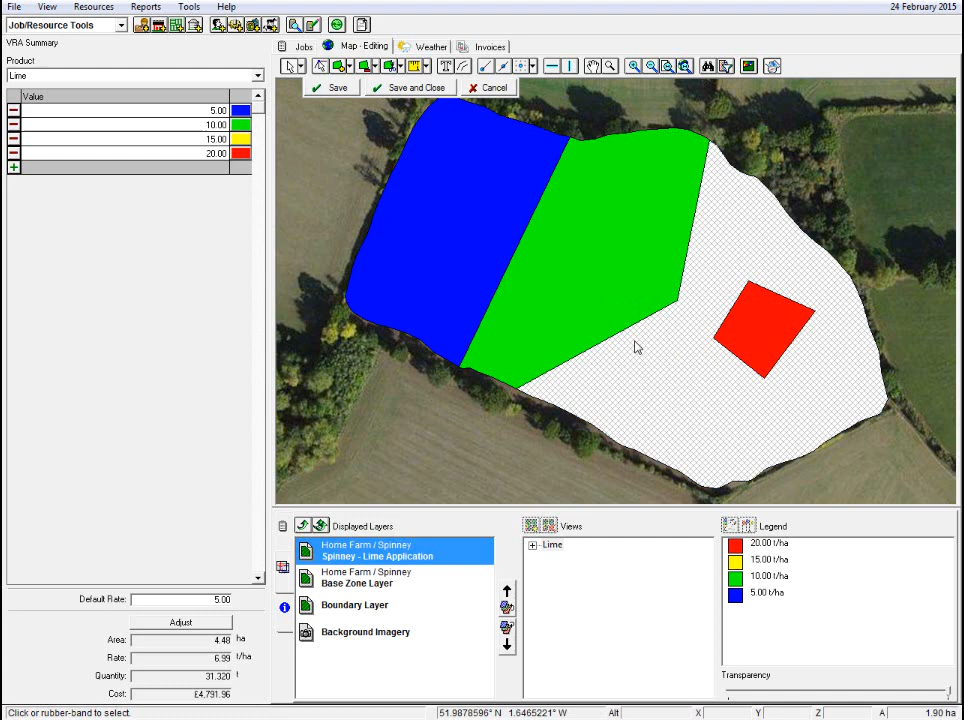 File View Resources Reports Tools Help 24 February 2015
Job/Resource Tools
VRA Summary
Jobs Map - Editing Weather Invoices
Product
Lime
Save Save and Close Cancel
Value
5.00
10.00
15.00
20.00
Displayed Layers Views Legend
Home Farm / Spinney
Spinney - Lime Application
Home Farm / Spinney
Base Zone Layer
Boundary Layer
Background Imagery
Lime
20.00 t/ha
15.00 t/ha
10.00 t/ha
5.00 t/ha
Default Rate: 5.00
Adjust
Area: 4.48 ha
Rate: 6.99 t/ha
Quantity: 31.320 t
Cost: £4,791.96
Transparency
Click or rubber-band to select. 51.9878596° N 1.6465221° W Alt X Y Z A 1.90 ha